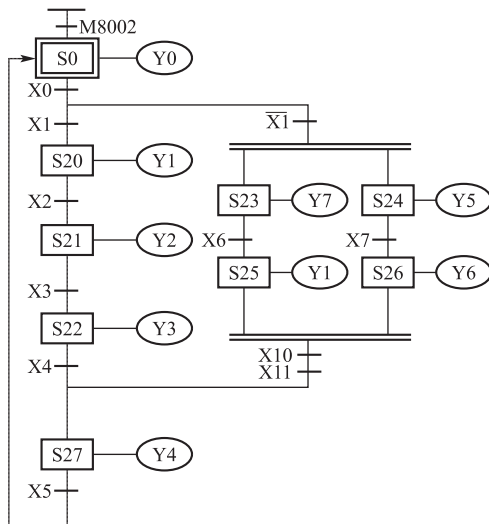 M8002
S0 Y0
X0
X1 X̅1̅
S20 Y1
S23 Y7 S24 Y5
X2
X6 X7
S21 Y2
S25 Y1 S26 Y6
X3
S22 Y3
X10
X4 X11
S27 Y4
X5